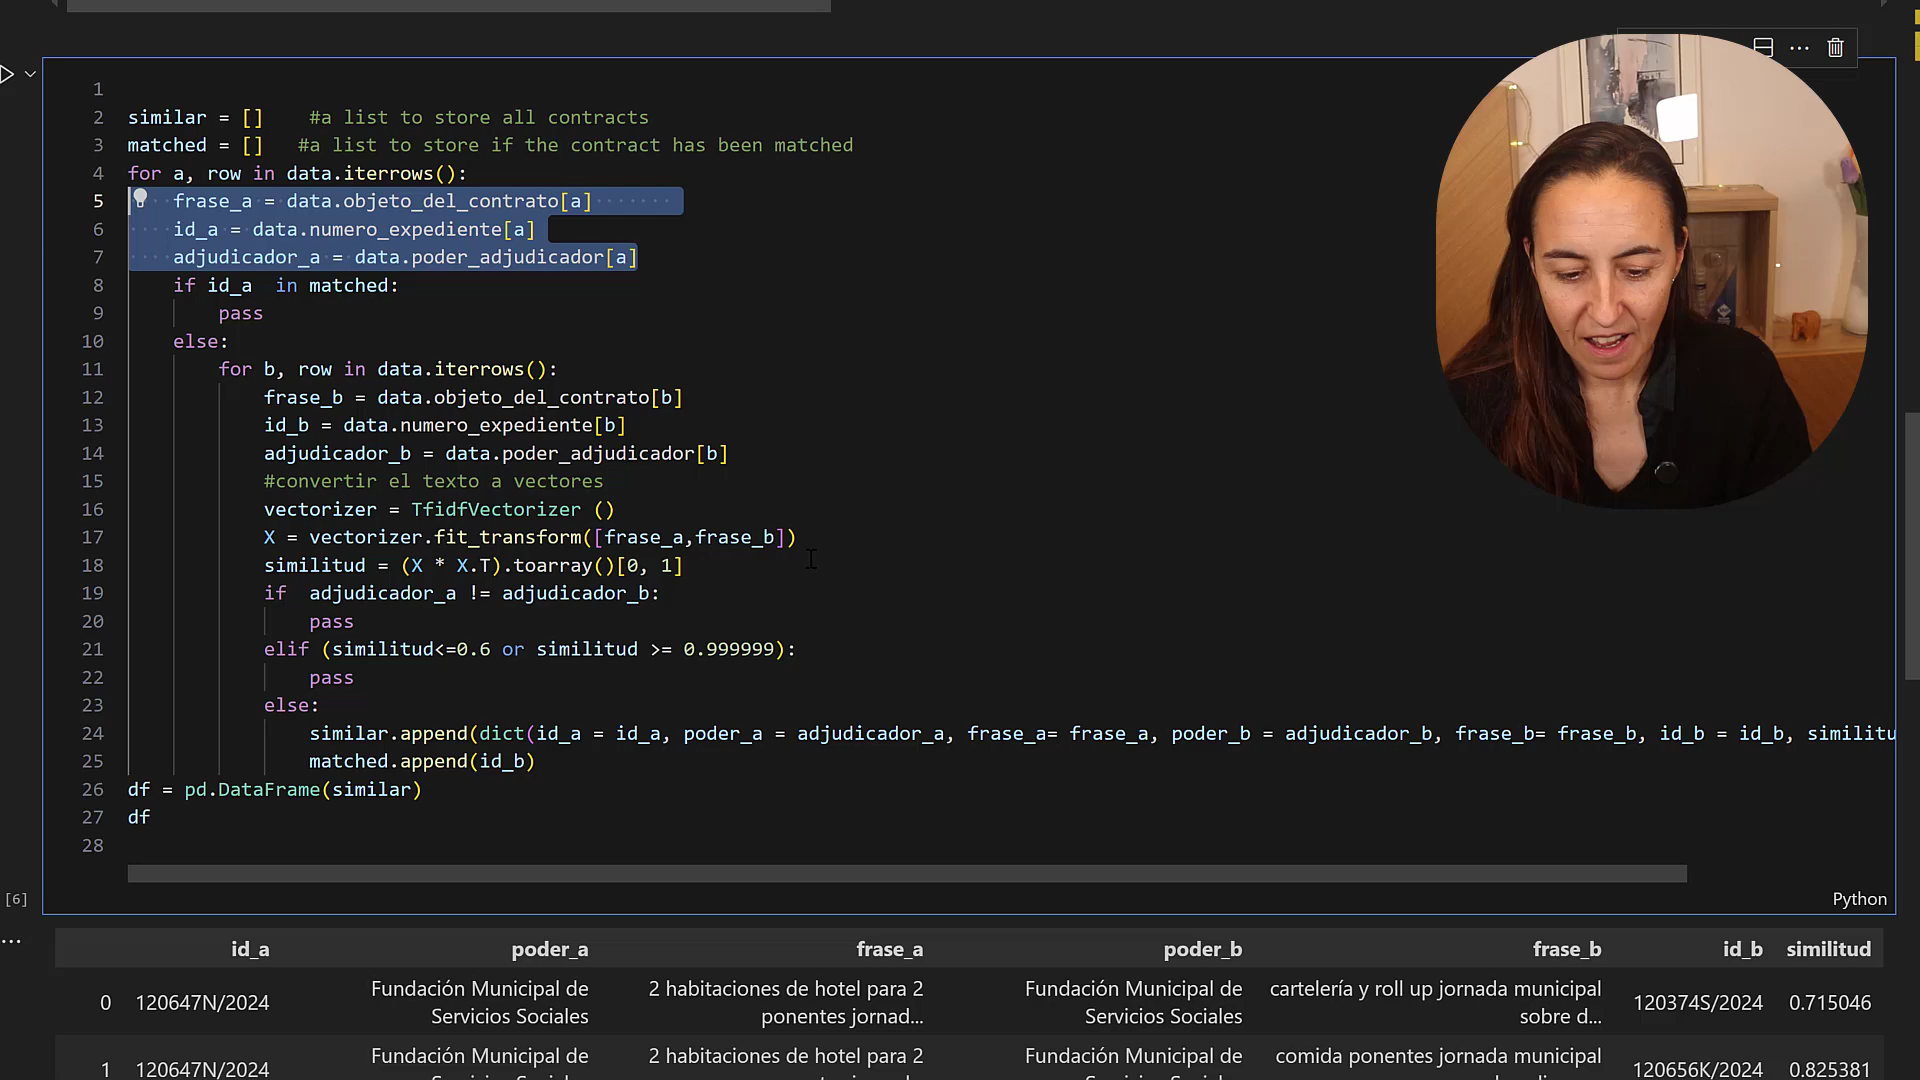 1
2 similar = []    #a list to store all contracts
3 matched = []   #a list to store if the contract has been matched
4 for a, row in data.iterrows():
5     frase_a = data.objeto_del_contrato[a]
6     id_a = data.numero_expediente[a]
7     adjudicador_a = data.poder_adjudicador[a]
8     if id_a  in matched:
9         pass
10     else:
11         for b, row in data.iterrows():
12             frase_b = data.objeto_del_contrato[b]
13             id_b = data.numero_expediente[b]
14             adjudicador_b = data.poder_adjudicador[b]
15             #convertir el texto a vectores
16             vectorizer = TfidfVectorizer ()
17             X = vectorizer.fit_transform([frase_a,frase_b])
18             similitud = (X * X.T).toarray()[0, 1]
19             if  adjudicador_a != adjudicador_b:
20                 pass
21             elif (similitud<=0.6 or similitud >= 0.999999):
22                 pass
23             else:
24                 similar.append(dict(id_a = id_a, poder_a = adjudicador_a, frase_a= frase_a, poder_b = adjudicador_b, frase_b= frase_b, id_b = id_b, similitu
25                 matched.append(id_b)
26 df = pd.DataFrame(similar)
27 df
28
[6]
Python
id_a poder_a frase_a poder_b frase_b id_b similitud
0 120647N/2024 Fundación Municipal de Servicios Sociales 2 habitaciones de hotel para 2 ponentes jornad... Fundación Municipal de Servicios Sociales cartelería y roll up jornada municipal sobre d... 120374S/2024 0.715046
1 120647N/2024 Fundación Municipal de 2 habitaciones de hotel para 2 Fundación Municipal de comida ponentes jornada municipal 120656K/2024 0.825381